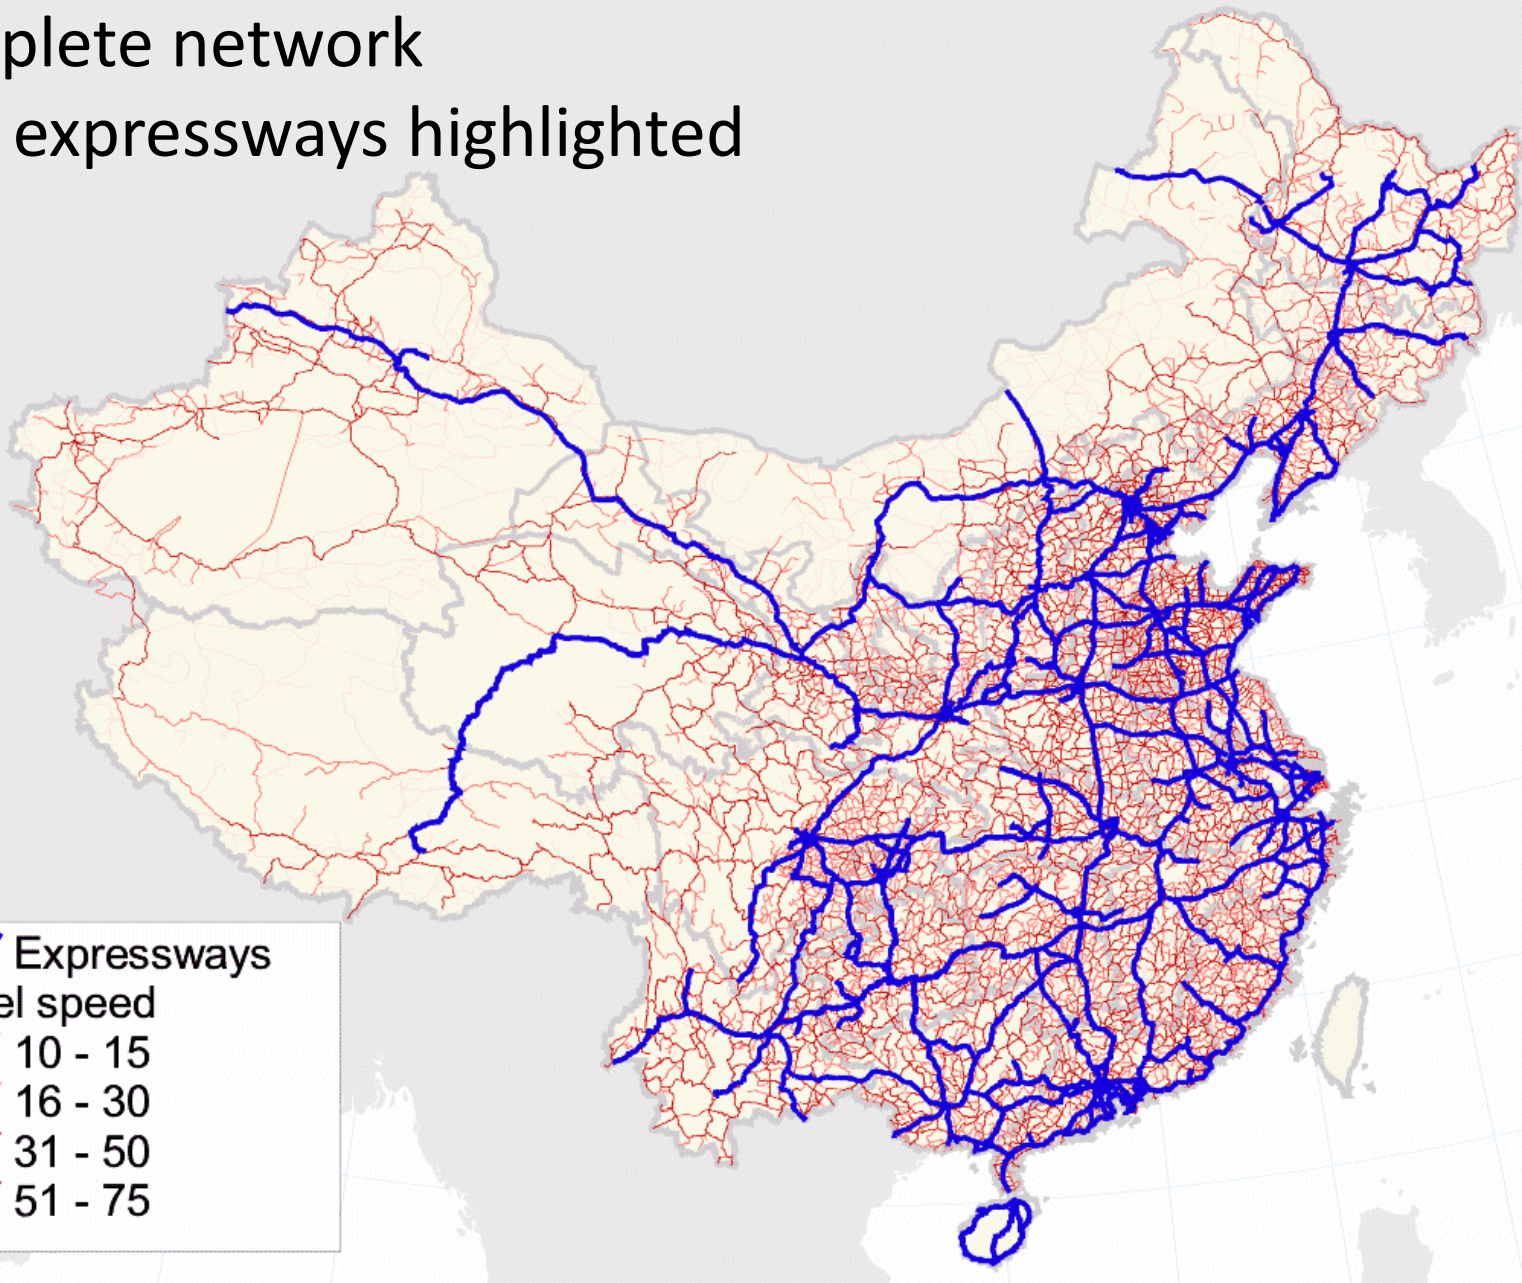 plete network
expressways highlighted
Expressways
el speed
10 - 15
16 - 30
31 - 50
51 - 75